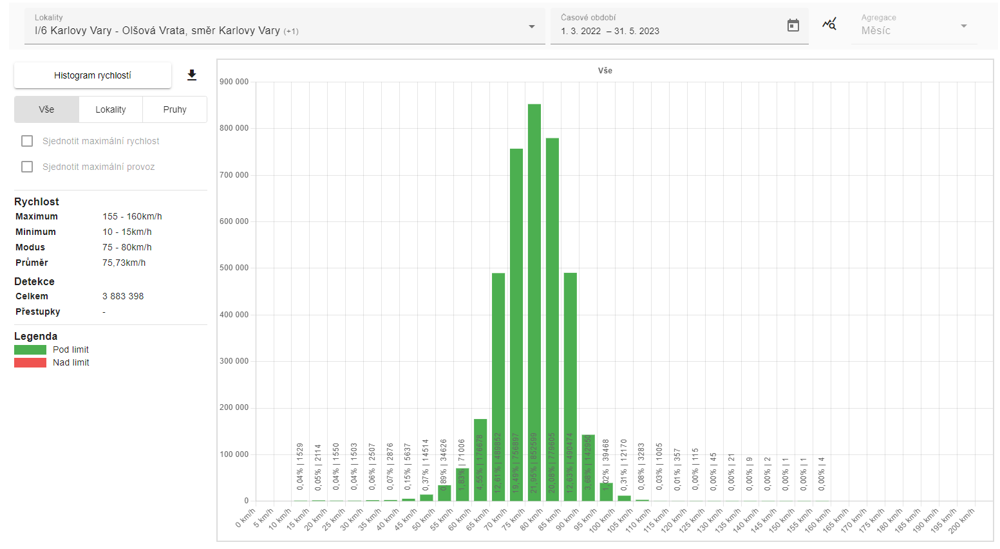 Lokality
I/6 Karlovy Vary - Olšová Vrata, směr Karlovy Vary (+1)
Časové období
1. 3. 2022 – 31. 5. 2023
Agregace
Měsíc
Histogram rychlostí
Vše
Lokality
Pruhy
Sjednotit maximální rychlost
Sjednotit maximální provoz
Rychlost
Maximum 155 - 160km/h
Minimum 10 - 15km/h
Modus 75 - 80km/h
Průměr 75,73km/h
Detekce
Celkem 3 883 398
Přestupky -
Legenda
Pod limit
Nad limit
Vše
900 000
800 000
700 000
600 000
500 000
400 000
300 000
200 000
100 000
0
0,04% | 1529
0,05% | 2114
0,04% | 1550
0,04% | 1503
0,06% | 2507
0,07% | 2876
0,15% | 5637
0,37% | 14514
0,89% | 34626
1,83% | 71006
4,55% | 176678
12,61% | 489852
19,49% | 756897
21,95% | 852599
20,08% | 779605
12,63% | 490474
3,68% | 142950
1,02% | 39468
0,31% | 12170
0,08% | 3283
0,03% | 1005
0,01% | 357
0,00% | 115
0,00% | 45
0,00% | 21
0,00% | 9
0,00% | 2
0,00% | 1
0,00% | 1
0,00% | 4
0 km/h
5 km/h
10 km/h
15 km/h
20 km/h
25 km/h
30 km/h
35 km/h
40 km/h
45 km/h
50 km/h
55 km/h
60 km/h
65 km/h
70 km/h
75 km/h
80 km/h
85 km/h
90 km/h
95 km/h
100 km/h
105 km/h
110 km/h
115 km/h
120 km/h
125 km/h
130 km/h
135 km/h
140 km/h
145 km/h
150 km/h
155 km/h
160 km/h
165 km/h
170 km/h
175 km/h
180 km/h
185 km/h
190 km/h
195 km/h
200 km/h